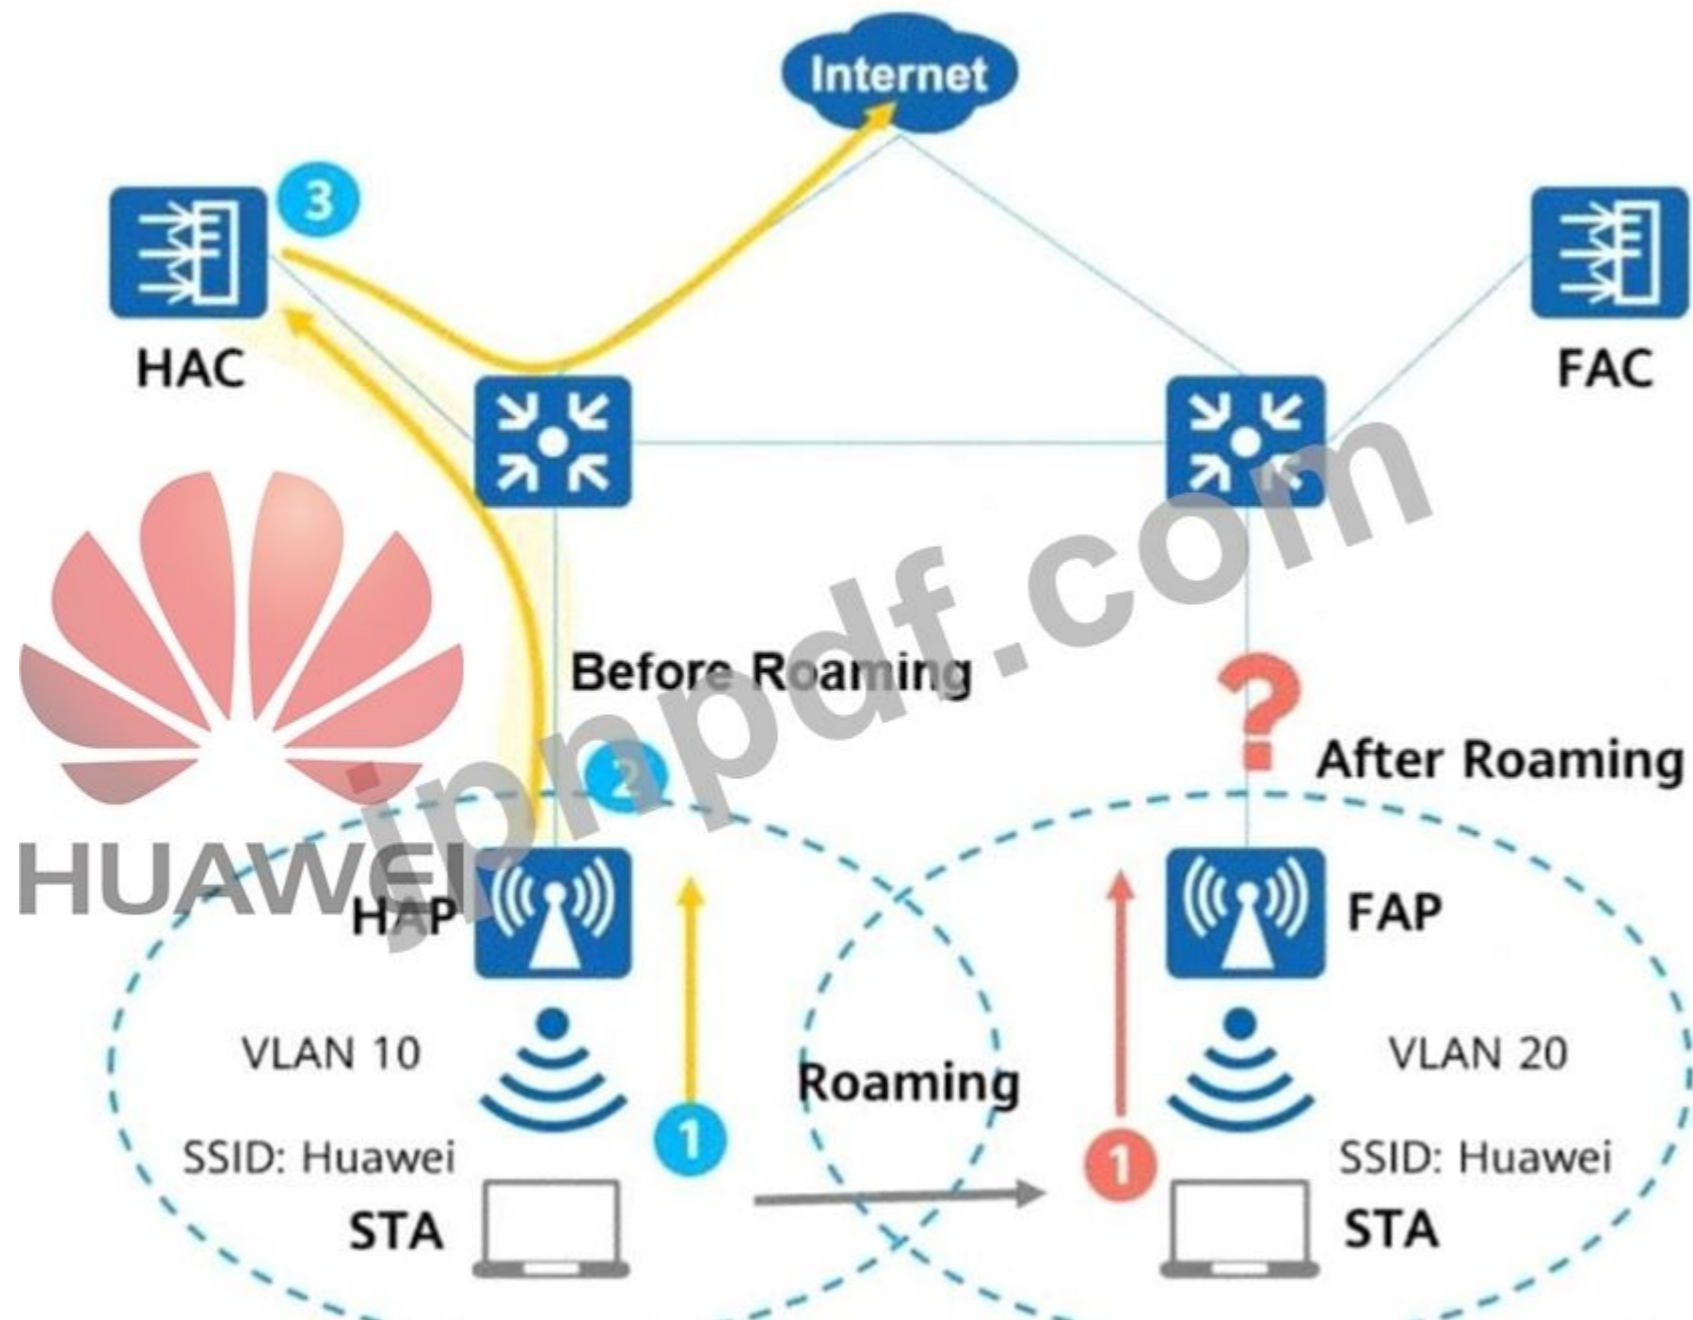 Internet
3
HAC
FAC
Before Roaming
?
After Roaming
2
HUAWEI
HAP
FAP
VLAN 10
VLAN 20
Roaming
1
1
SSID: Huawei
SSID: Huawei
STA
STA
jpnpdf.com